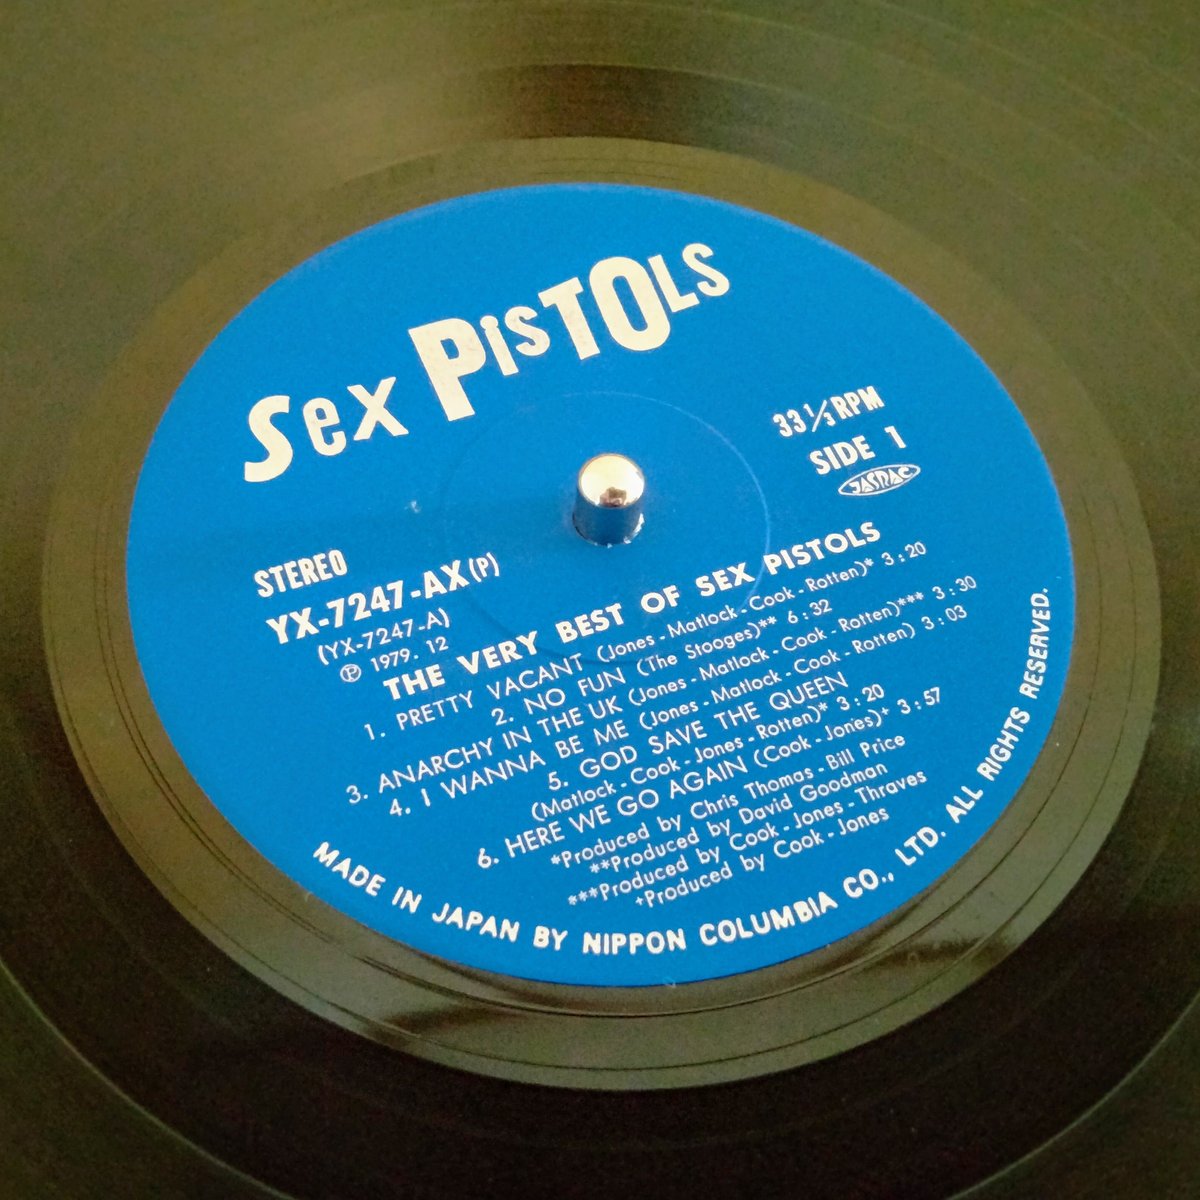 Sex PisTOLS
33 1/3 RPM
SIDE 1
JASRAC
STEREO
YX-7247-AX(P)
(YX-7247-A)
Ⓟ 1979. 12
THE VERY BEST OF SEX PISTOLS
1. PRETTY VACANT (Jones - Matlock - Cook - Rotten)* 3 : 20
2. NO FUN (The Stooges)** 6 : 32
3. ANARCHY IN THE UK (Jones - Matlock - Cook - Rotten)*** 3 : 30
4. I WANNA BE ME (Jones - Matlock - Cook - Rotten) 3 : 03
5. GOD SAVE THE QUEEN
(Matlock - Cook - Jones - Rotten)* 3 : 20
6. HERE WE GO AGAIN (Cook - Jones)+ 3 : 57
*Produced by Chris Thomas - Bill Price
**Produced by David Goodman
***Produced by Cook - Jones - Thraves
+Produced by Cook - Jones
MADE IN JAPAN BY NIPPON COLUMBIA CO., LTD. ALL RIGHTS RESERVED.